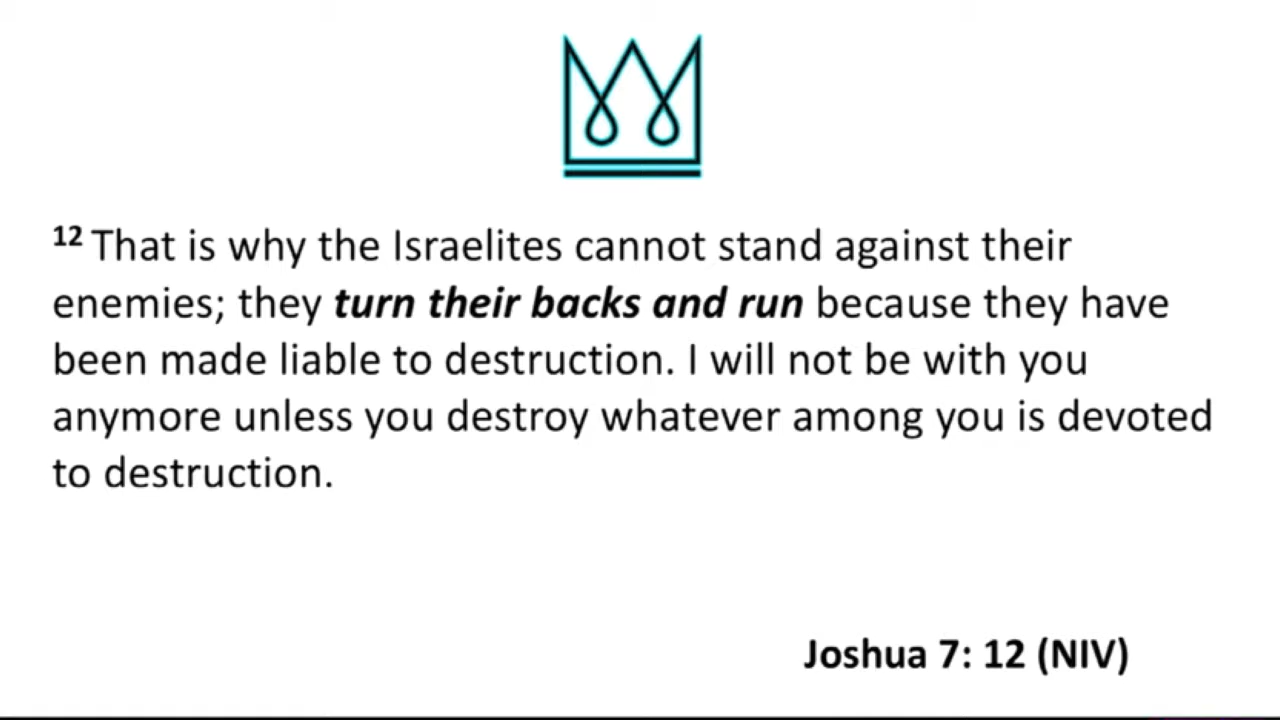 12 That is why the Israelites cannot stand against their
enemies; they turn their backs and run because they have
been made liable to destruction. I will not be with you
anymore unless you destroy whatever among you is devoted
to destruction.
Joshua 7: 12 (NIV)